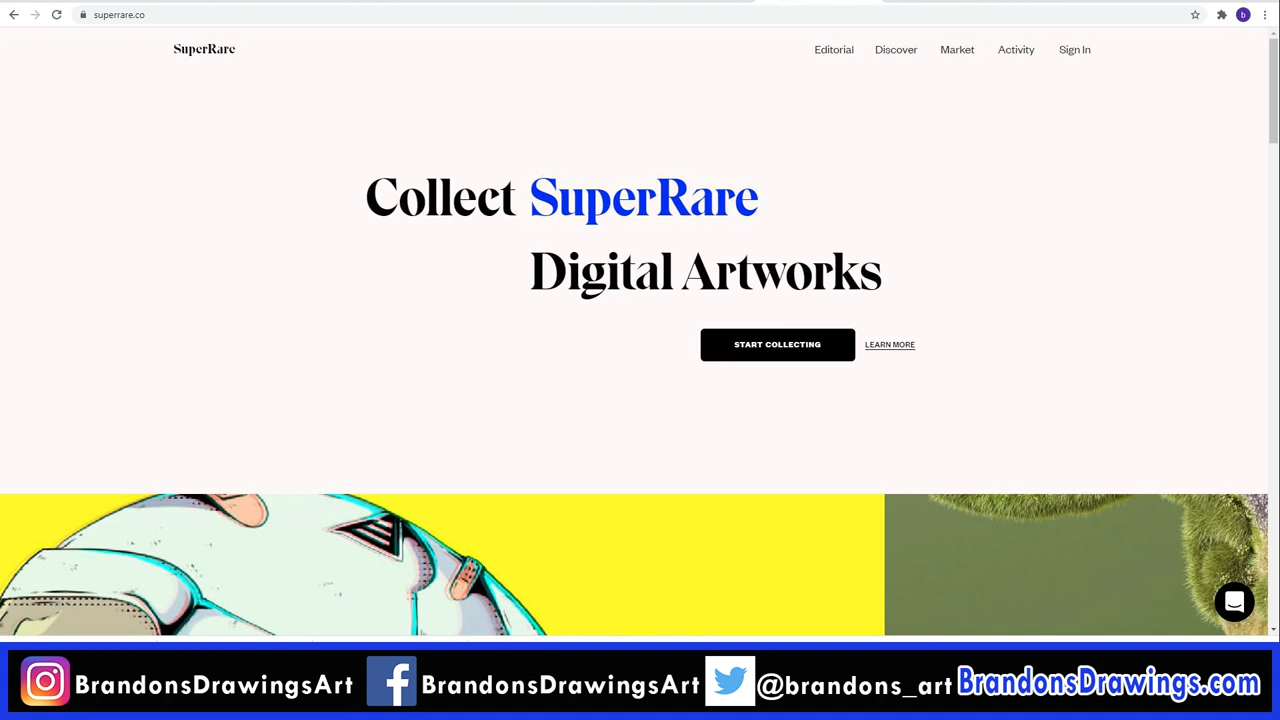 superrare.co
b
SuperRare
Editorial Discover Market Activity Sign In
Collect SuperRare
Digital Artworks
START COLLECTING LEARN MORE
BrandonsDrawingsArt BrandonsDrawingsArt @brandons_art BrandonsDrawings.com